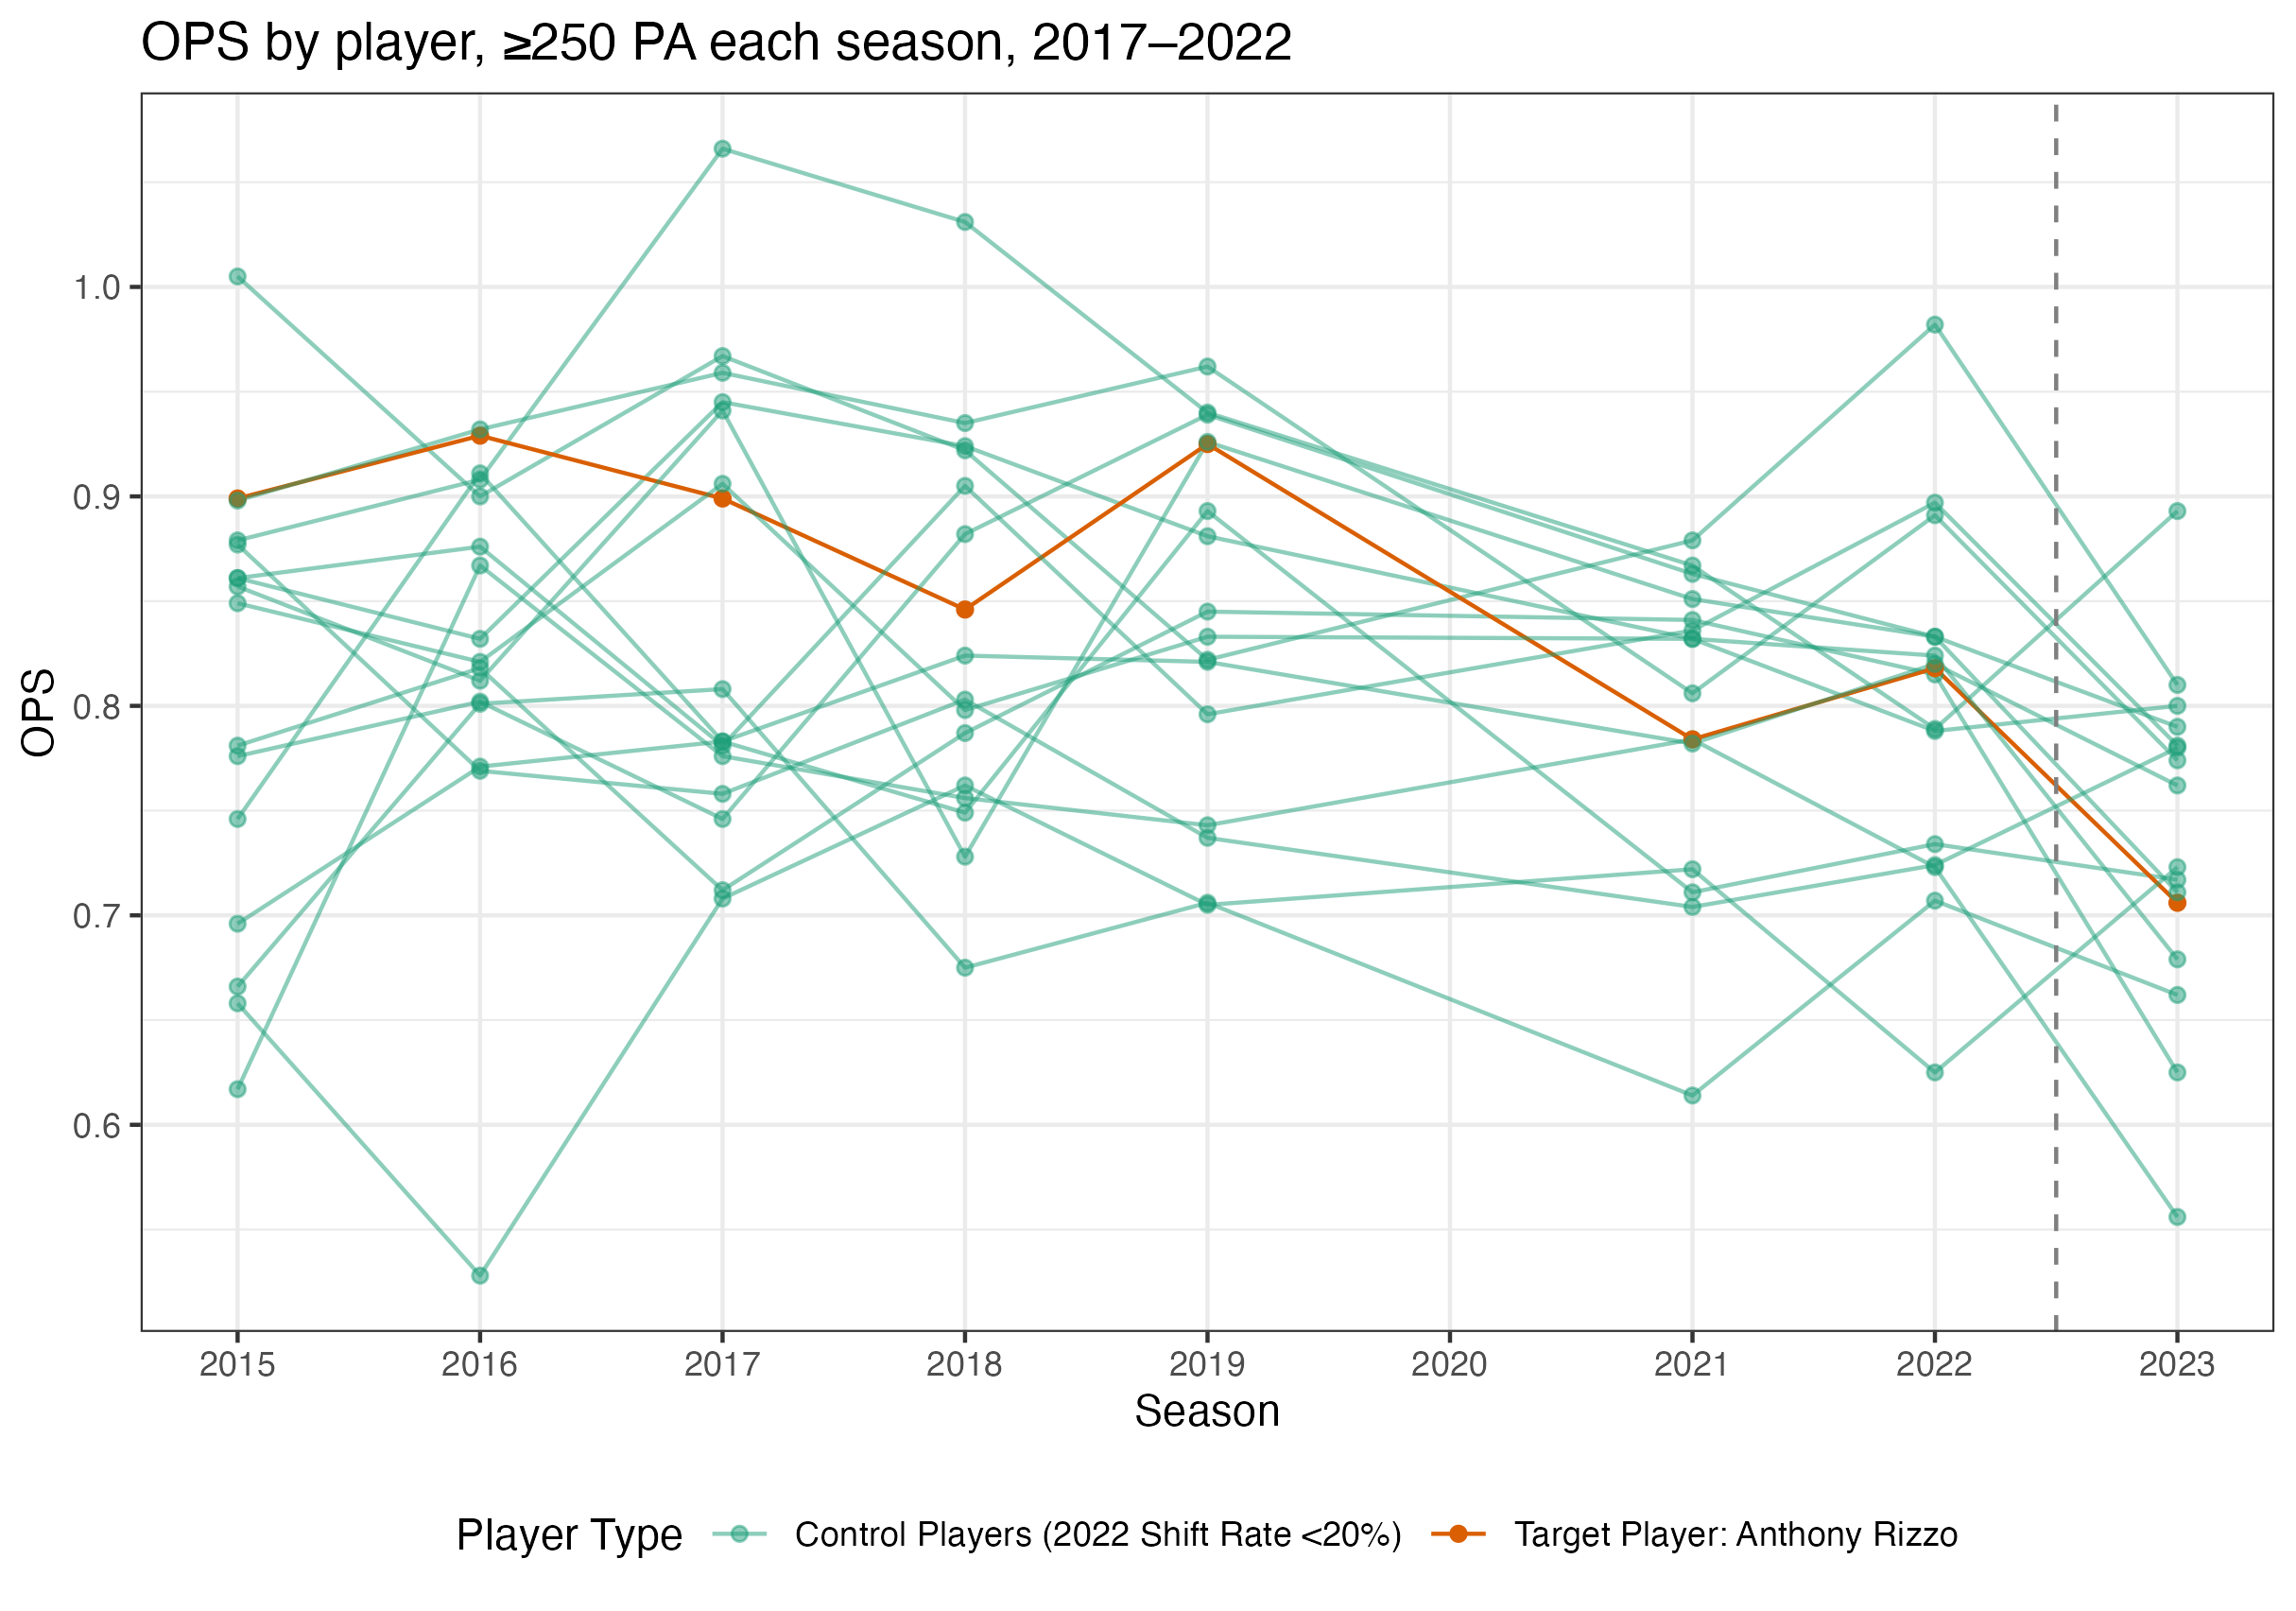 OPS by player, ≥250 PA each season, 2017–2022
OPS
1.0
0.9
0.8
0.7
0.6
2015 2016 2017 2018 2019 2020 2021 2022 2023
Season
Player Type Control Players (2022 Shift Rate <20%) Target Player: Anthony Rizzo